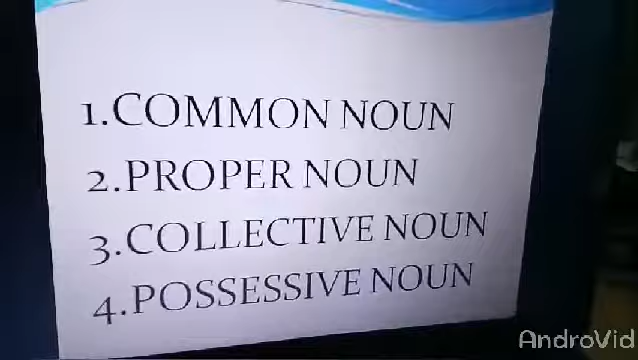 1.COMMON NOUN
2.PROPER NOUN
3.COLLECTIVE NOUN
4.POSSESSIVE NOUN
AndroVid